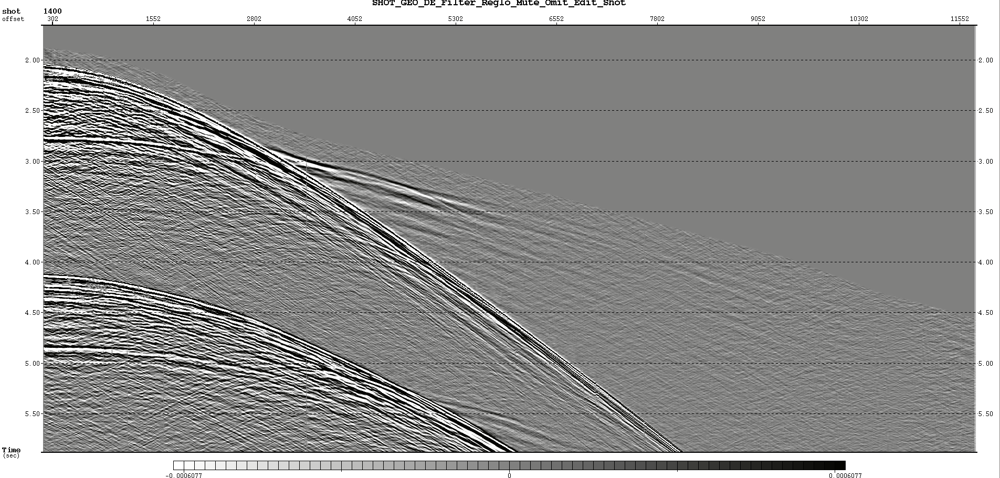 SHOT_GEO_DE_Filter_Reglo_Mute_Omit_Edit_Shot
shot 1400
offset 302 1552 2802 4052 5302 6552 7802 9052 10302 11552
2.00 2.00
2.50 2.50
3.00 3.00
3.50 3.50
4.00 4.00
4.50 4.50
5.00 5.00
5.50 5.50
Time
(sec)
-0.0006077 0 0.0006077